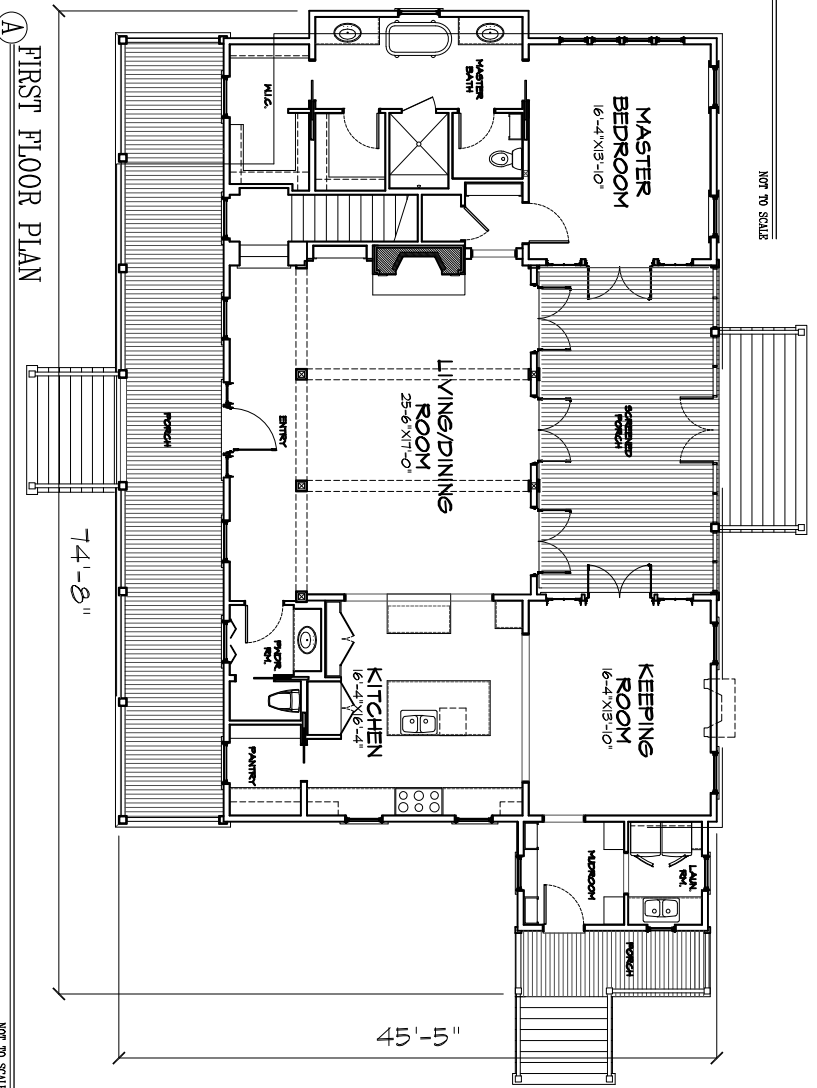 NOT TO SCALE
MASTER
BEDROOM
16'-4"X13'-10"
MASTER
BATH
W.I.C.
SCREENED
PORCH
LIVING/DINING
ROOM
25'-6"X17'-0"
ENTRY
PORCH
KEEPING
ROOM
16'-4"X13'-10"
KITCHEN
16'-4"X16'-4"
PWDR.
RM.
PANTRY
LAUN.
RM.
MUDROOM
PORCH
74'-8"
45'-5"
A
FIRST FLOOR PLAN
NOT TO SCALE